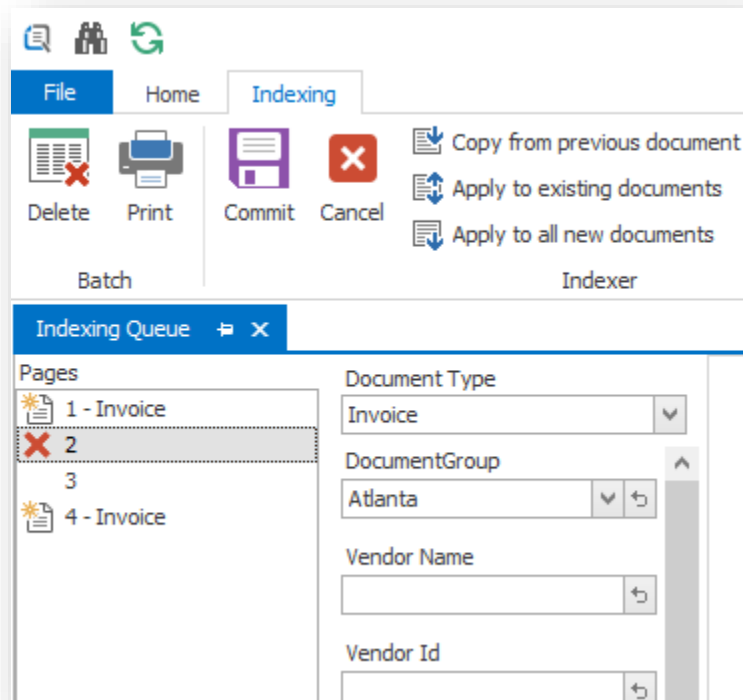 File Home Indexing
Delete Print Commit Cancel
Copy from previous document
Apply to existing documents
Apply to all new documents
Batch Indexer
Indexing Queue
Pages
1 - Invoice
2
3
4 - Invoice
Document Type
Invoice
DocumentGroup
Atlanta
Vendor Name
Vendor Id